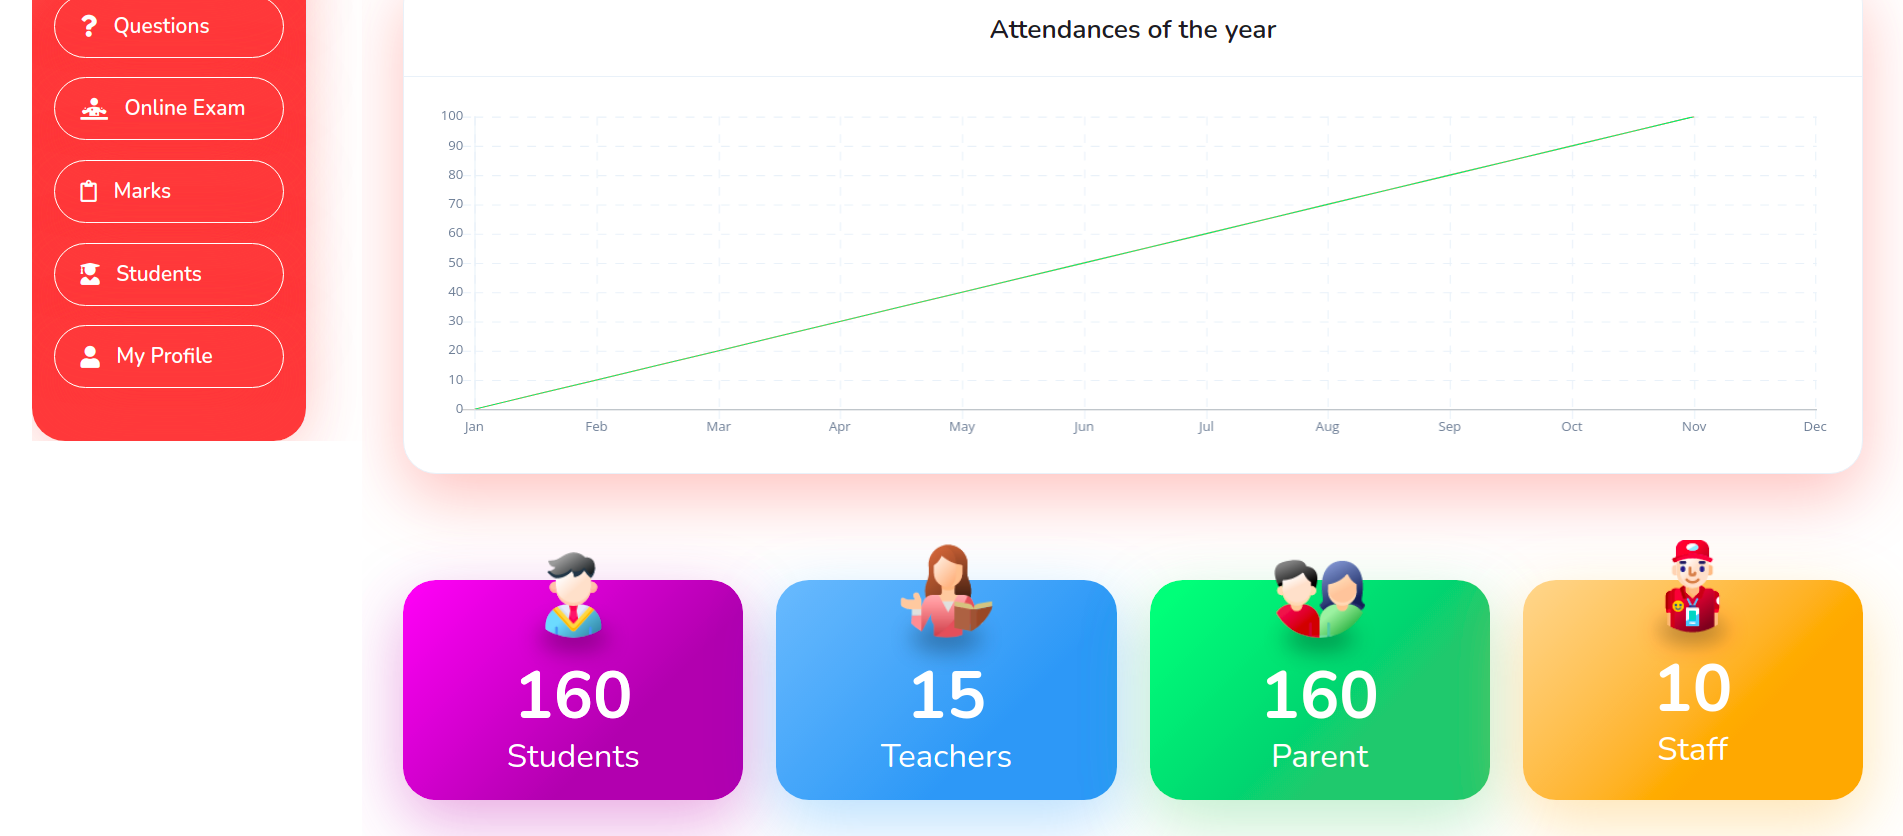 Questions
Online Exam
Marks
Students
My Profile
Attendances of the year
100
90
80
70
60
50
40
30
20
10
0
Jan Feb Mar Apr May Jun Jul Aug Sep Oct Nov Dec
160
Students
15
Teachers
160
Parent
10
Staff